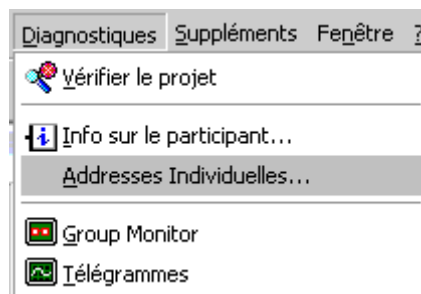 Diagnostiques Suppléments Fenêtre ?
Vérifier le projet
Info sur le participant...
Addresses Individuelles...
Group Monitor
Télégrammes